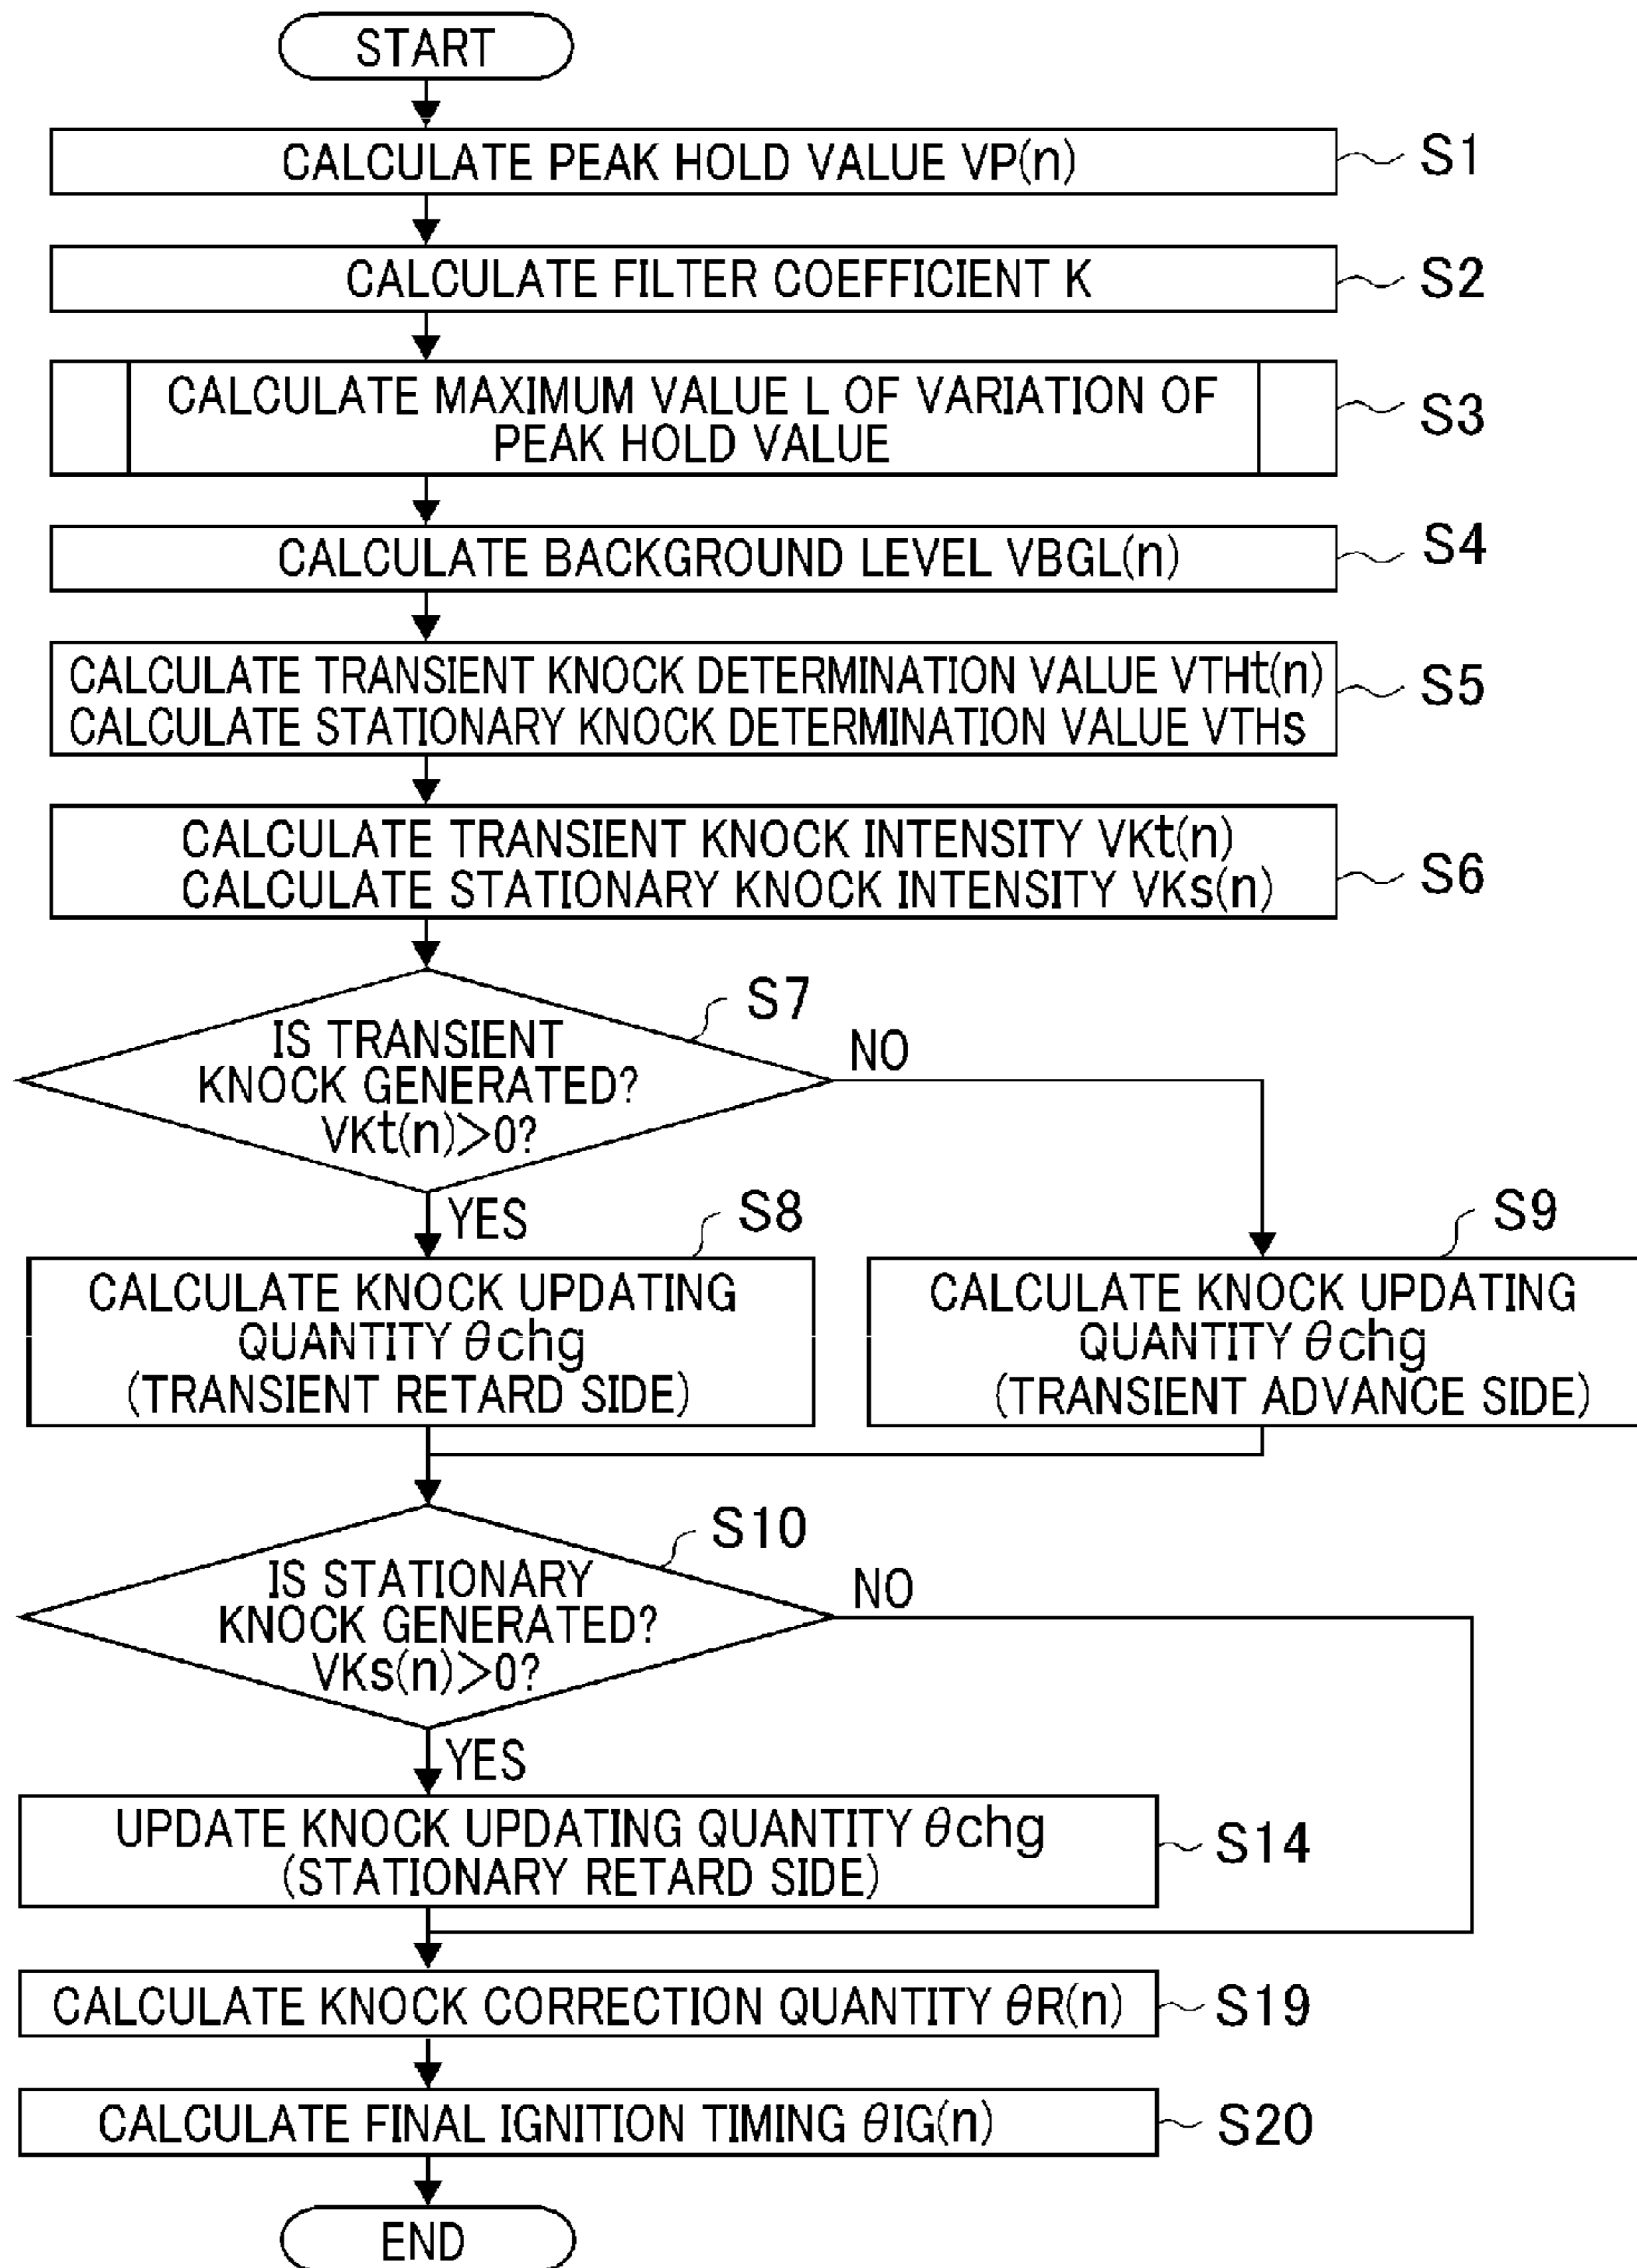 START
CALCULATE PEAK HOLD VALUE VP(n)
S1
CALCULATE FILTER COEFFICIENT K
S2
CALCULATE MAXIMUM VALUE L OF VARIATION OF
PEAK HOLD VALUE
S3
CALCULATE BACKGROUND LEVEL VBGL(n)
S4
CALCULATE TRANSIENT KNOCK DETERMINATION VALUE VTHt(n)
CALCULATE STATIONARY KNOCK DETERMINATION VALUE VTHs
S5
CALCULATE TRANSIENT KNOCK INTENSITY VKt(n)
CALCULATE STATIONARY KNOCK INTENSITY VKs(n)
S6
S7
IS TRANSIENT
KNOCK GENERATED?
VKt(n)>0?
NO
YES
S8
CALCULATE KNOCK UPDATING
QUANTITY θchg
(TRANSIENT RETARD SIDE)
S9
CALCULATE KNOCK UPDATING
QUANTITY θchg
(TRANSIENT ADVANCE SIDE)
S10
IS STATIONARY
KNOCK GENERATED?
VKs(n)>0?
NO
YES
UPDATE KNOCK UPDATING QUANTITY θchg
(STATIONARY RETARD SIDE)
S14
CALCULATE KNOCK CORRECTION QUANTITY θR(n)
S19
CALCULATE FINAL IGNITION TIMING θIG(n)
S20
END